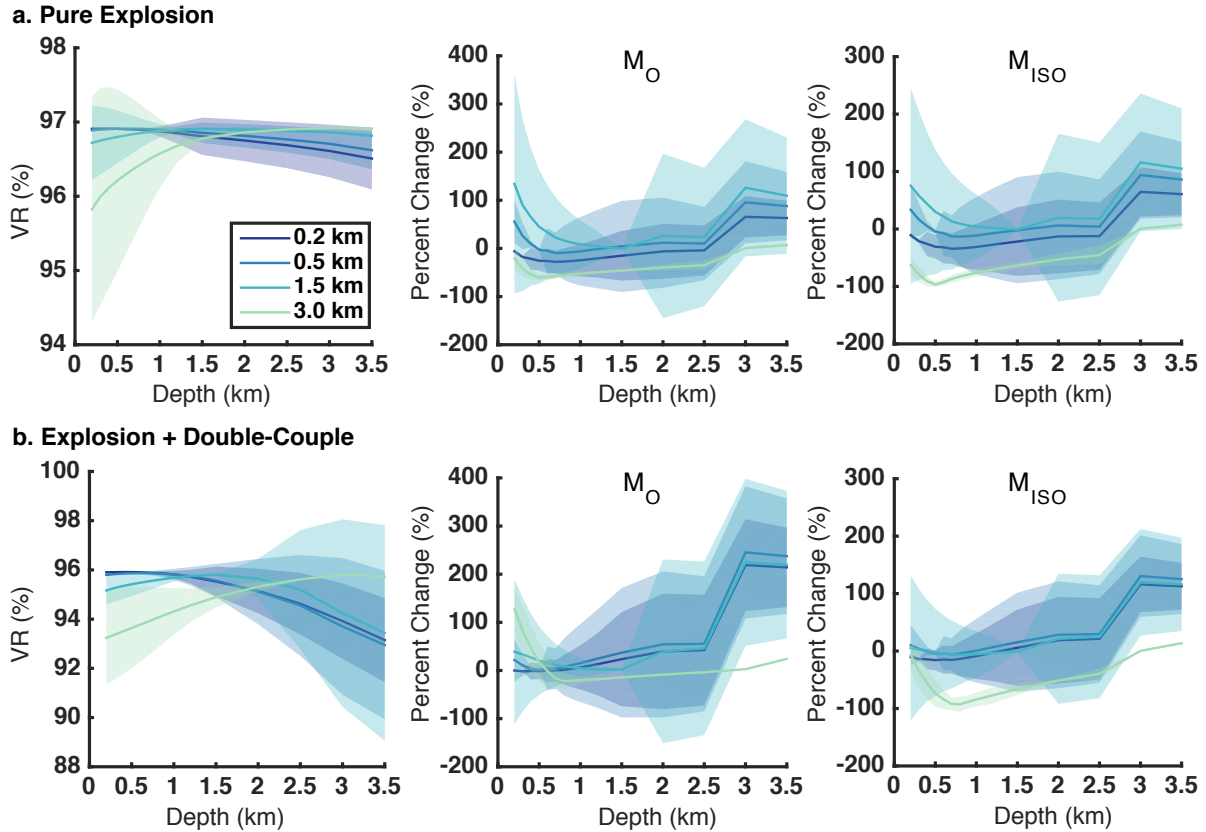 a. Pure Explosion
98
97
96
95
94
VR (%)
0 0.5 1 1.5 2 2.5 3 3.5
Depth (km)
0.2 km
0.5 km
1.5 km
3.0 km
M_O
400
300
200
100
0
-100
-200
Percent Change (%)
0 0.5 1 1.5 2 2.5 3 3.5
Depth (km)
M_ISO
300
200
100
0
-100
-200
Percent Change (%)
0 0.5 1 1.5 2 2.5 3 3.5
Depth (km)
b. Explosion + Double-Couple
100
98
96
94
92
90
88
VR (%)
0 0.5 1 1.5 2 2.5 3 3.5
Depth (km)
M_O
400
300
200
100
0
-100
-200
Percent Change (%)
0 0.5 1 1.5 2 2.5 3 3.5
Depth (km)
M_ISO
300
200
100
0
-100
-200
Percent Change (%)
0 0.5 1 1.5 2 2.5 3 3.5
Depth (km)